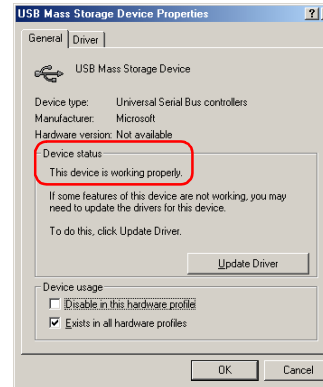 USB Mass Storage Device Properties
General
Driver
USB Mass Storage Device
Device type: Universal Serial Bus controllers
Manufacturer: Microsoft
Hardware version: Not available
Device status
This device is working properly.
If some features of this device are not working, you may
need to update the drivers for this device.
To do this, click Update Driver.
Update Driver
Device usage
Disable in this hardware profile
Exists in all hardware profiles
OK
Cancel